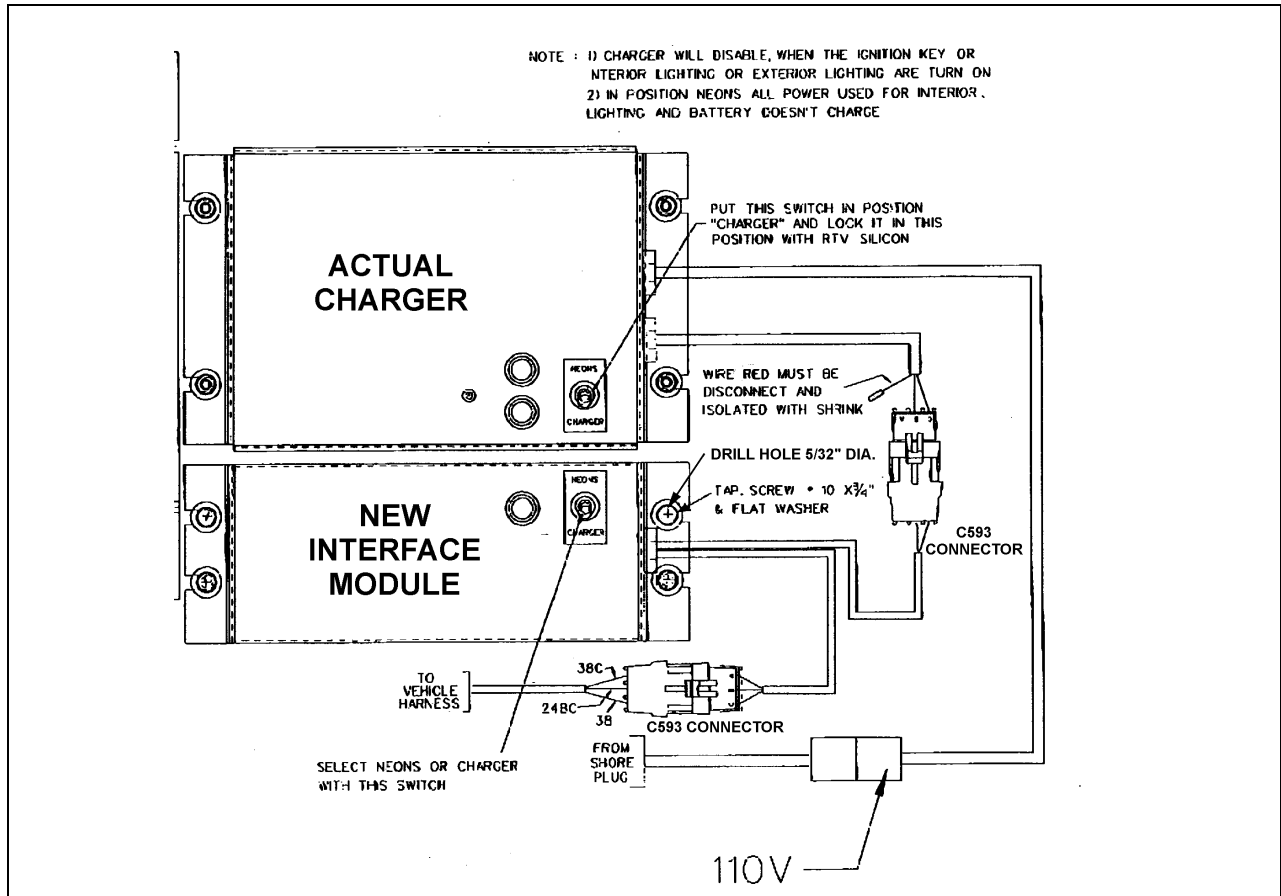 NOTE : 1) CHARGER WILL DISABLE, WHEN THE IGNITION KEY OR
NTERIOR LIGHTING OR EXTERIOR LIGHTING ARE TURN ON
2) IN POSITION NEONS ALL POWER USED FOR INTERIOR.
LIGHTING AND BATTERY DOESN'T CHARGE
PUT THIS SWITCH IN POSITION
"CHARGER" AND LOCK IT IN THIS
POSITION WITH RTV SILICON
ACTUAL
CHARGER
NEONS
CHARGER
WIRE RED MUST BE
DISCONNECT AND
ISOLATED WITH SHRINK
A B C
DRILL HOLE 5/32" DIA.
TAP. SCREW * 10 X3/4"
& FLAT WASHER
NEONS
CHARGER
NEW
INTERFACE
MODULE
C593
CONNECTOR
TO
VEHICLE
HARNESS
38C
24BC
38
C593 CONNECTOR
FROM
SHORE
PLUG
SELECT NEONS OR CHARGER
WITH THIS SWITCH
110V